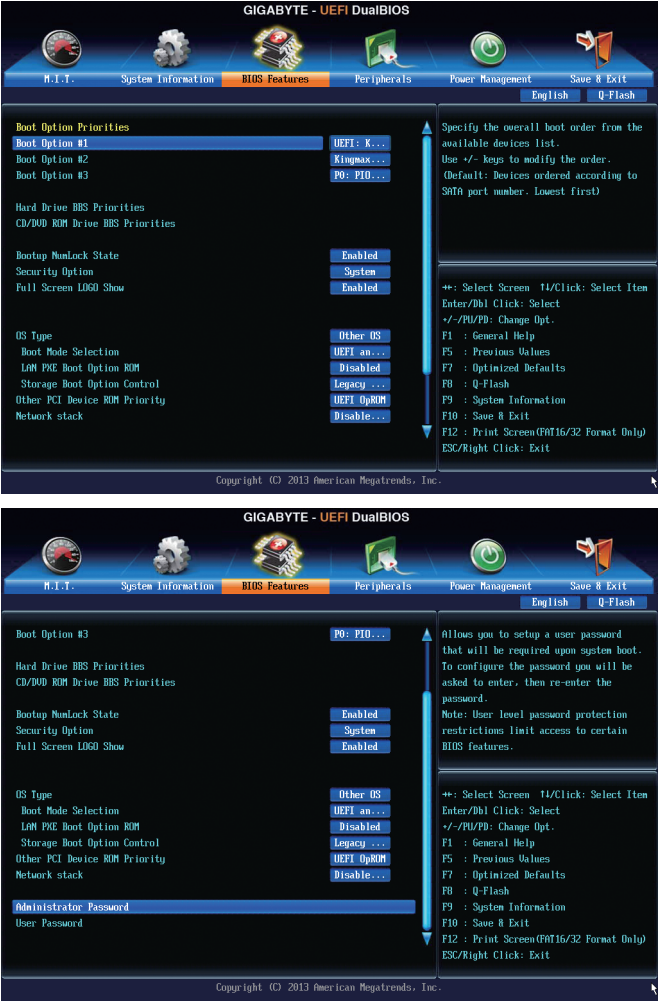 GIGABYTE - UEFI DualBIOS
M.I.T. System Information BIOS Features Peripherals Power Management Save & Exit
English Q-Flash
Boot Option Priorities
Boot Option #1 UEFI: K...
Boot Option #2 Kingmax...
Boot Option #3 P0: PIO...
Hard Drive BBS Priorities
CD/DVD ROM Drive BBS Priorities
Bootup NumLock State Enabled
Security Option System
Full Screen LOGO Show Enabled
OS Type Other OS
Boot Mode Selection UEFI an...
LAN PXE Boot Option ROM Disabled
Storage Boot Option Control Legacy ...
Other PCI Device ROM Priority UEFI OpROM
Network stack Disable...
Specify the overall boot order from the
available devices list.
Use +/- keys to modify the order.
(Default: Devices ordered according to
SATA port number. Lowest first)
→←: Select Screen ↑↓/Click: Select Item
Enter/Dbl Click: Select
+/-/PU/PD: Change Opt.
F1 : General Help
F5 : Previous Values
F7 : Optimized Defaults
F8 : Q-Flash
F9 : System Information
F10 : Save & Exit
F12 : Print Screen(FAT16/32 Format Only)
ESC/Right Click: Exit
Copyright (C) 2013 American Megatrends, Inc.
GIGABYTE - UEFI DualBIOS
M.I.T. System Information BIOS Features Peripherals Power Management Save & Exit
English Q-Flash
Boot Option #3 P0: PIO...
Hard Drive BBS Priorities
CD/DVD ROM Drive BBS Priorities
Bootup NumLock State Enabled
Security Option System
Full Screen LOGO Show Enabled
OS Type Other OS
Boot Mode Selection UEFI an...
LAN PXE Boot Option ROM Disabled
Storage Boot Option Control Legacy ...
Other PCI Device ROM Priority UEFI OpROM
Network stack Disable...
Administrator Password
User Password
Allows you to setup a user password
that will be required upon system boot.
To configure the password you will be
asked to enter, then re-enter the
password.
Note: User level password protection
restrictions limit access to certain
BIOS features.
→←: Select Screen ↑↓/Click: Select Item
Enter/Dbl Click: Select
+/-/PU/PD: Change Opt.
F1 : General Help
F5 : Previous Values
F7 : Optimized Defaults
F8 : Q-Flash
F9 : System Information
F10 : Save & Exit
F12 : Print Screen(FAT16/32 Format Only)
ESC/Right Click: Exit
Copyright (C) 2013 American Megatrends, Inc.